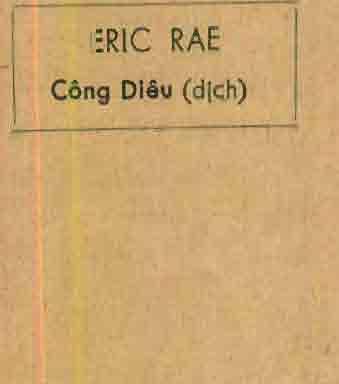 ERIC RAE
Công Diêu (dịch)